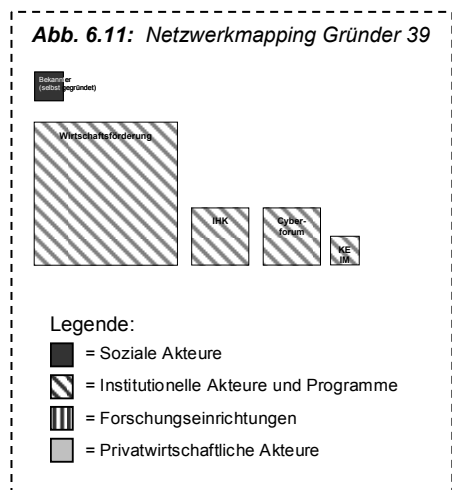 Abb. 6.11: Netzwerkmapping Gründer 39
Bekannter
(selbst gegründet)
Wirtschaftsförderung
IHK
Cyber-
forum
KE
IM
Legende:
= Soziale Akteure
= Institutionelle Akteure und Programme
= Forschungseinrichtungen
= Privatwirtschaftliche Akteure